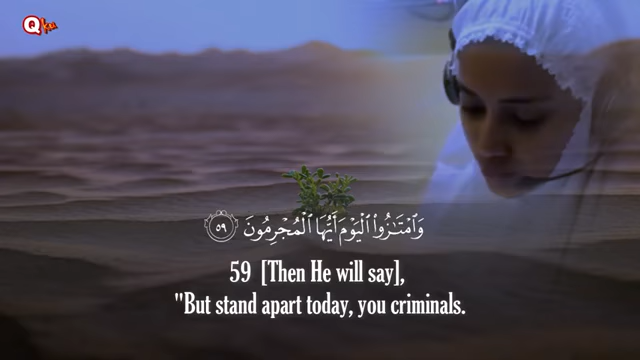 Q
وَٱمْتَـٰزُوا۟ ٱلْيَوْمَ أَيُّهَا ٱلْمُجْرِمُونَ ٥٩
59 [Then He will say],
"But stand apart today, you criminals.